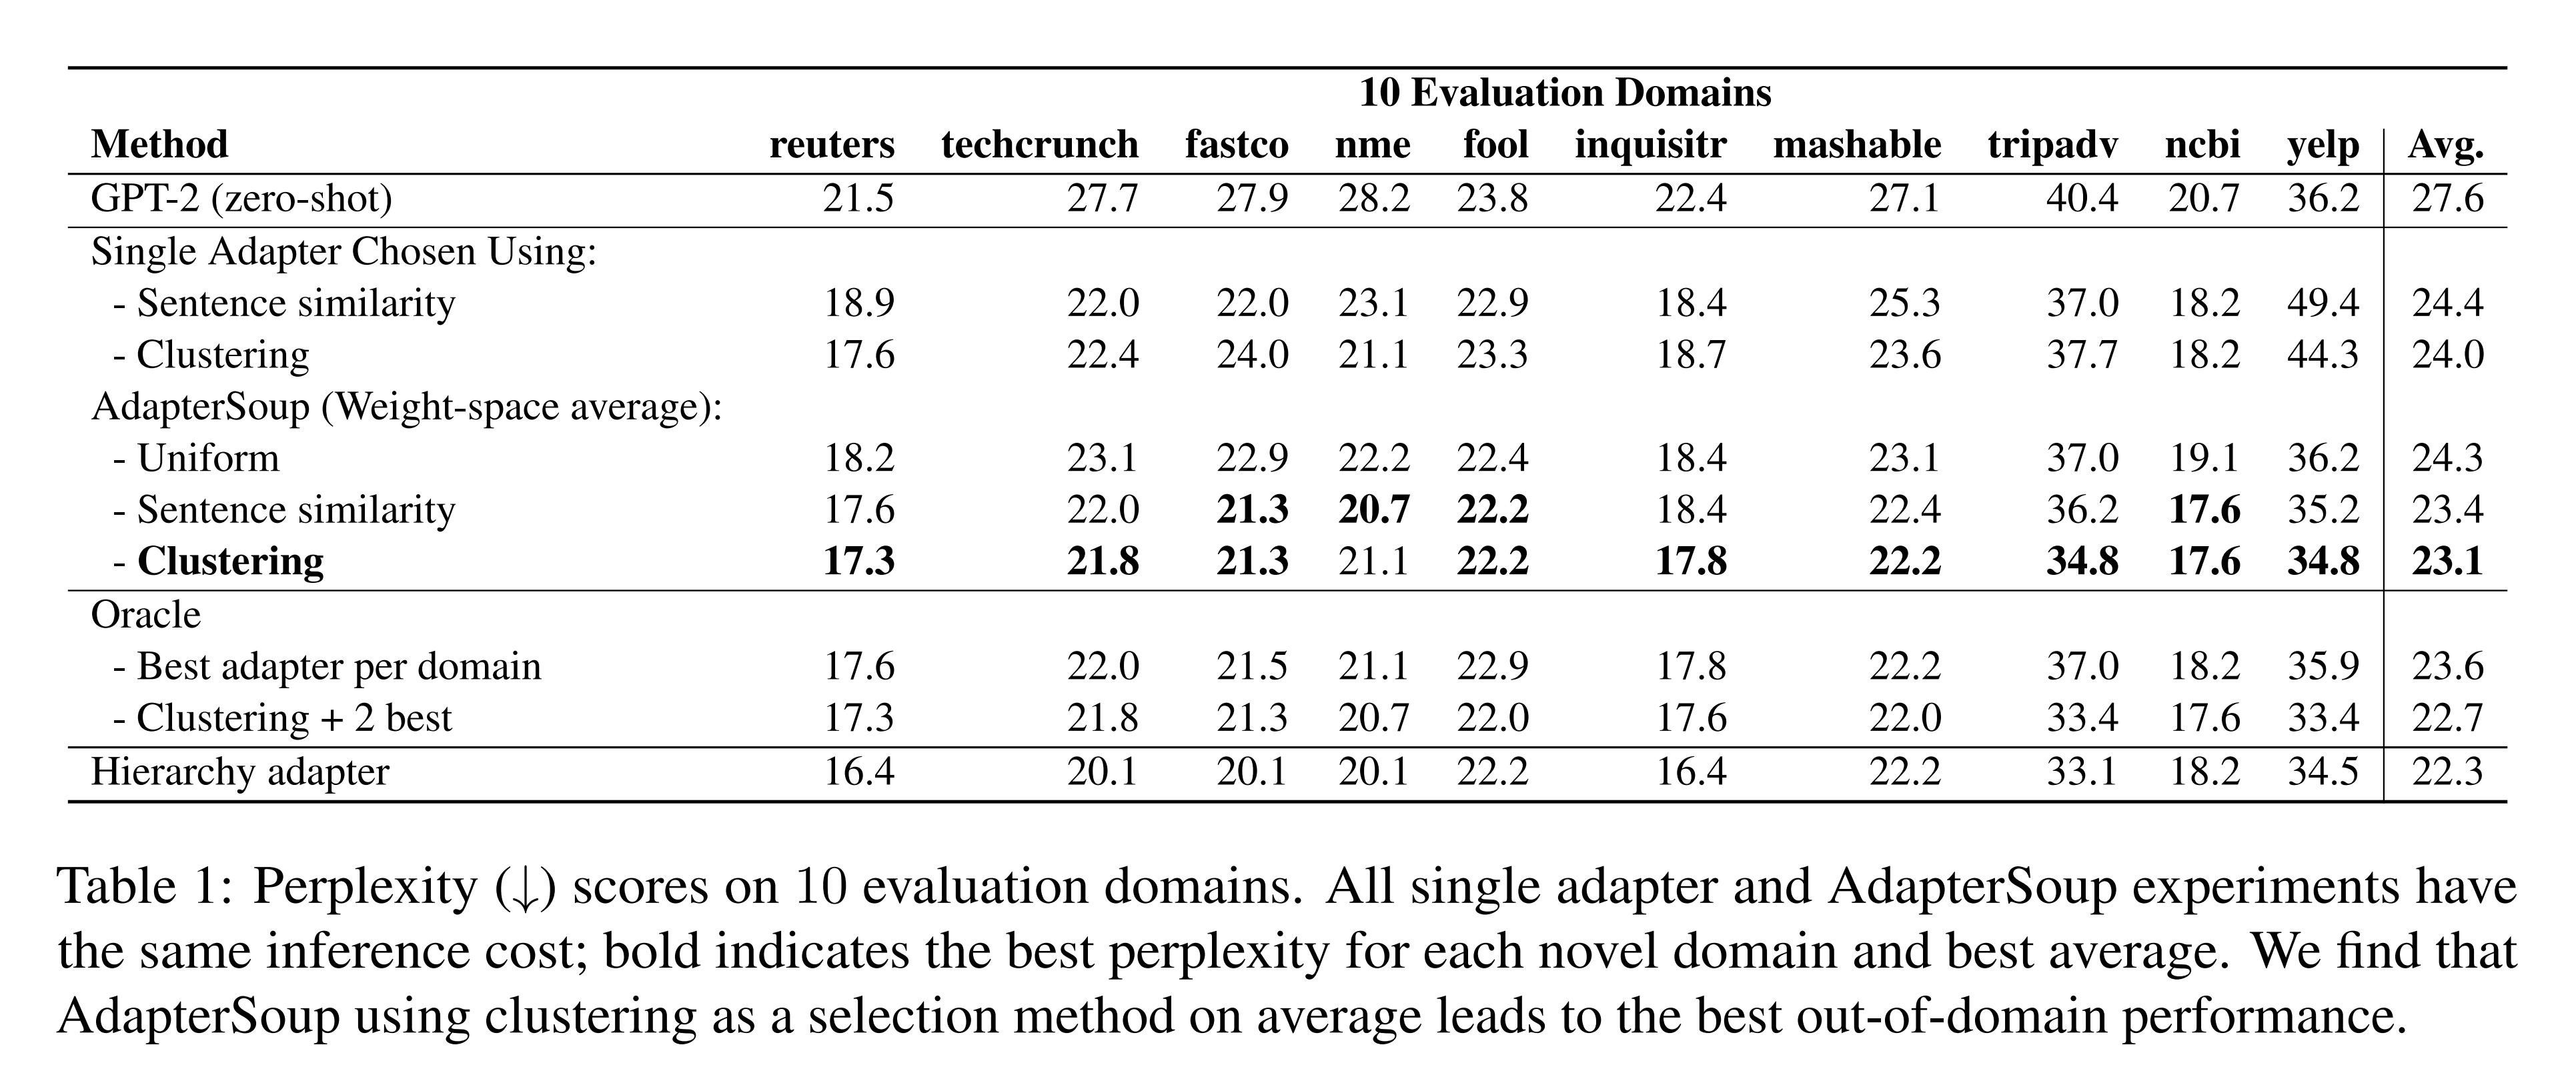 10 Evaluation Domains
Method reuters techcrunch fastco nme fool inquisitr mashable tripadv ncbi yelp Avg.
GPT-2 (zero-shot) 21.5 27.7 27.9 28.2 23.8 22.4 27.1 40.4 20.7 36.2 27.6
Single Adapter Chosen Using:
- Sentence similarity 18.9 22.0 22.0 23.1 22.9 18.4 25.3 37.0 18.2 49.4 24.4
- Clustering 17.6 22.4 24.0 21.1 23.3 18.7 23.6 37.7 18.2 44.3 24.0
AdapterSoup (Weight-space average):
- Uniform 18.2 23.1 22.9 22.2 22.4 18.4 23.1 37.0 19.1 36.2 24.3
- Sentence similarity 17.6 22.0 21.3 20.7 22.2 18.4 22.4 36.2 17.6 35.2 23.4
- Clustering 17.3 21.8 21.3 21.1 22.2 17.8 22.2 34.8 17.6 34.8 23.1
Oracle
- Best adapter per domain 17.6 22.0 21.5 21.1 22.9 17.8 22.2 37.0 18.2 35.9 23.6
- Clustering + 2 best 17.3 21.8 21.3 20.7 22.0 17.6 22.0 33.4 17.6 33.4 22.7
Hierarchy adapter 16.4 20.1 20.1 20.1 22.2 16.4 22.2 33.1 18.2 34.5 22.3
Table 1: Perplexity (↓) scores on 10 evaluation domains. All single adapter and AdapterSoup experiments have
the same inference cost; bold indicates the best perplexity for each novel domain and best average. We find that
AdapterSoup using clustering as a selection method on average leads to the best out-of-domain performance.